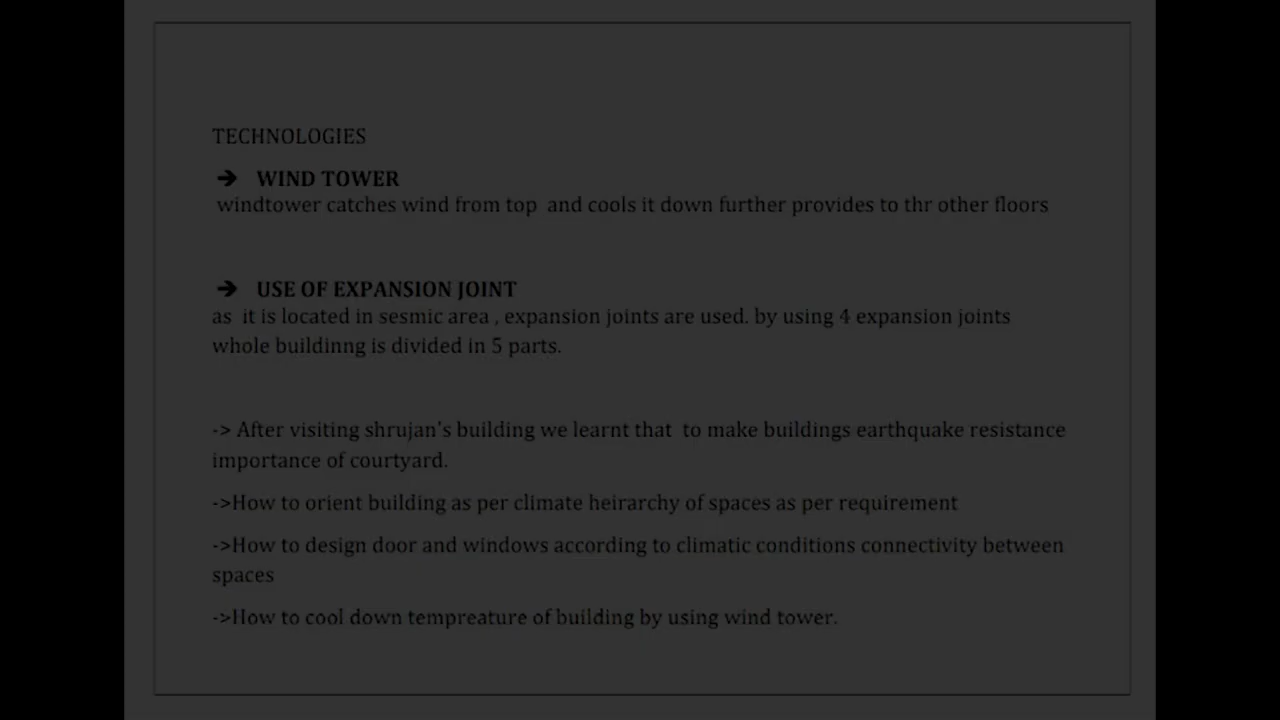 TECHNOLOGIES
➔ WIND TOWER
windtower catches wind from top and cools it down further provides to thr other floors
➔ USE OF EXPANSION JOINT
as it is located in sesmic area , expansion joints are used. by using 4 expansion joints
whole buildinng is divided in 5 parts.
-> After visiting shrujan's building we learnt that to make buildings earthquake resistance
importance of courtyard.
->How to orient building as per climate heirarchy of spaces as per requirement
->How to design door and windows according to climatic conditions connectivity between
spaces
->How to cool down tempreature of building by using wind tower.